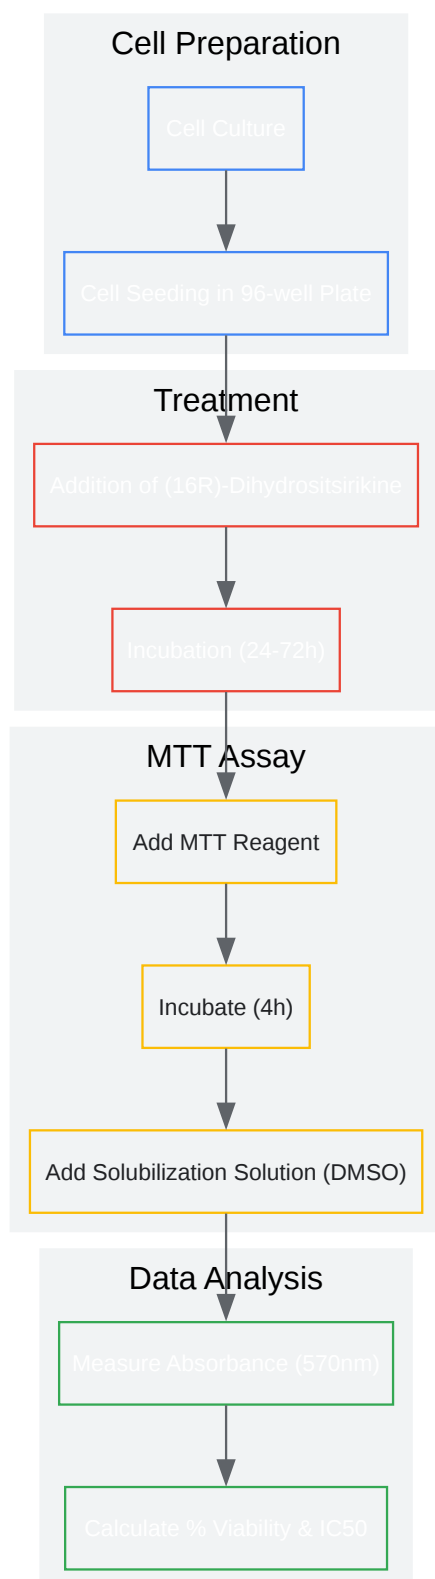 Cell Preparation
Cell Culture
Cell Seeding in 96-well Plate
Treatment
Addition of (16R)-Dihydrositsirikine
Incubation (24-72h)
MTT Assay
Add MTT Reagent
Incubate (4h)
Add Solubilization Solution (DMSO)
Data Analysis
Measure Absorbance (570nm)
Calculate % Viability & IC50